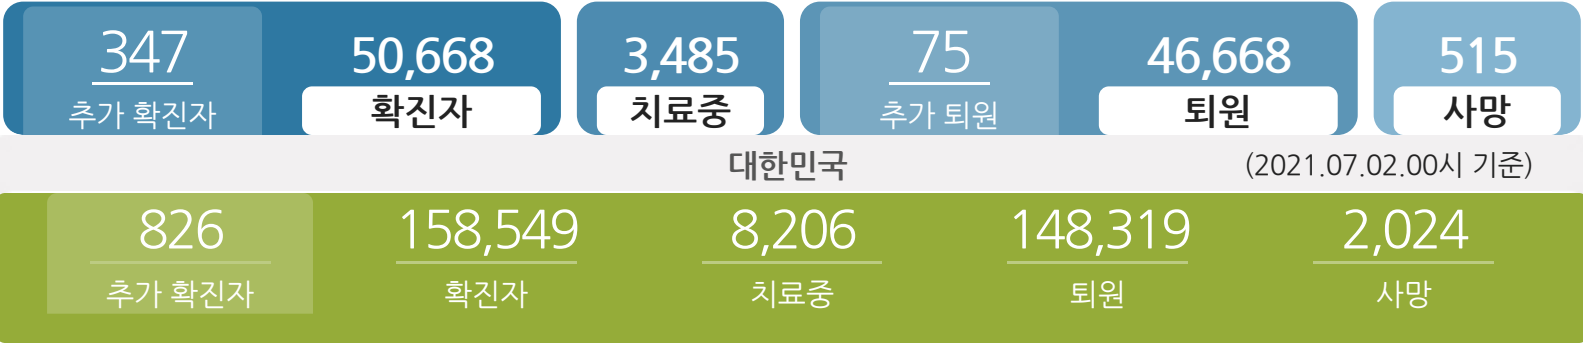 347 50,668 3,485 75 46,668 515
추가 확진자 확진자 치료중 추가 퇴원 퇴원 사망
대한민국 (2021.07.02.00시 기준)
826 158,549 8,206 148,319 2,024
추가 확진자 확진자 치료중 퇴원 사망